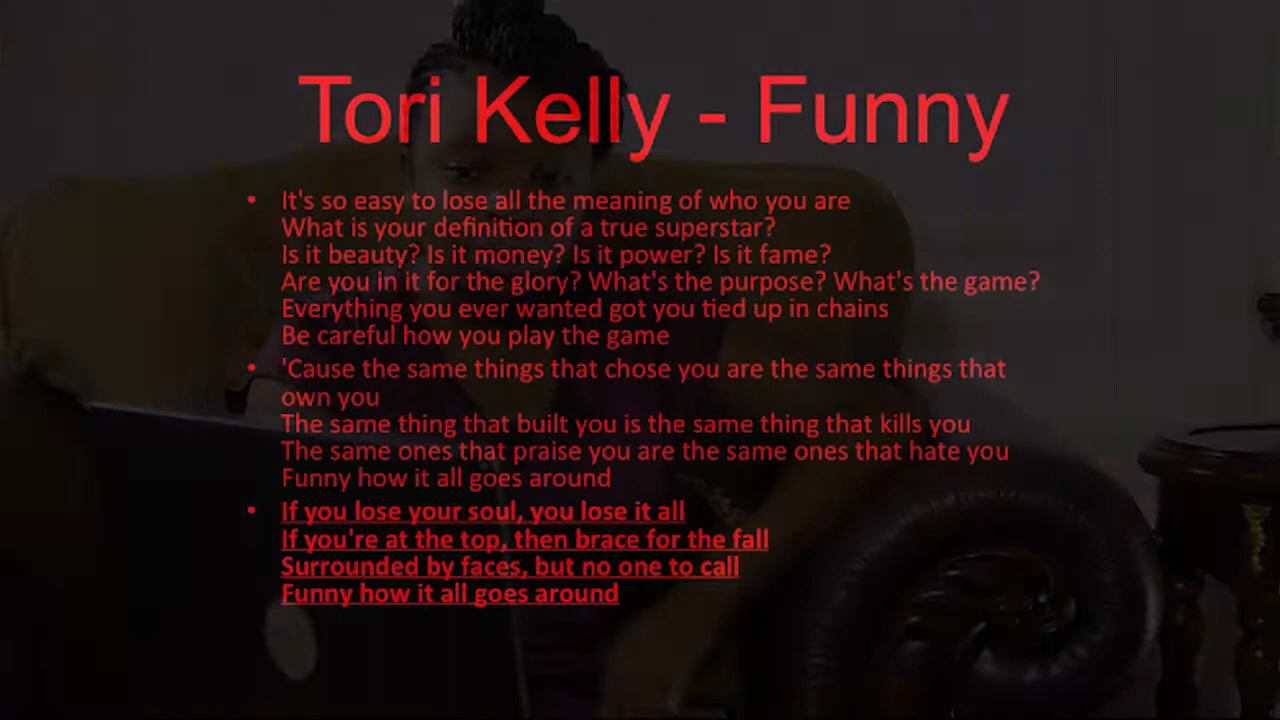 Tori Kelly - Funny
• It's so easy to lose all the meaning of who you are
What is your definition of a true superstar?
Is it beauty? Is it money? Is it power? Is it fame?
Are you in it for the glory? What's the purpose? What's the game?
Everything you ever wanted got you tied up in chains
Be careful how you play the game
• 'Cause the same things that chose you are the same things that
own you
The same thing that built you is the same thing that kills you
The same ones that praise you are the same ones that hate you
Funny how it all goes around
• If you lose your soul, you lose it all
If you're at the top, then brace for the fall
Surrounded by faces, but no one to call
Funny how it all goes around